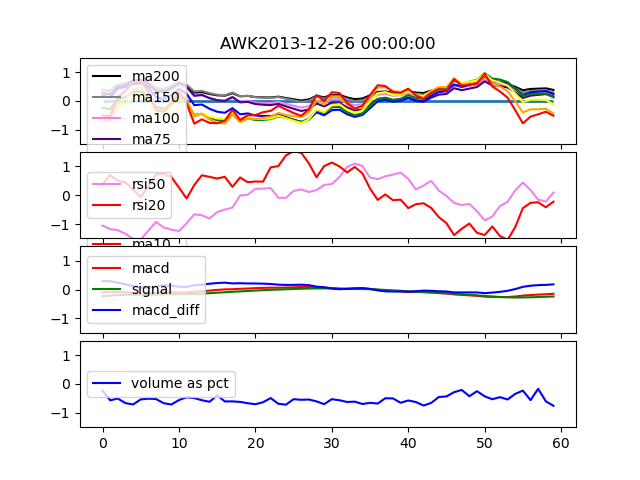 AWK2013-12-26 00:00:00
1
0
−1
ma200
ma150
ma100
ma75
1
0
−1
rsi50
rsi20
ma10
1
0
−1
macd
signal
macd_diff
1
0
−1
volume as pct
0 10 20 30 40 50 60